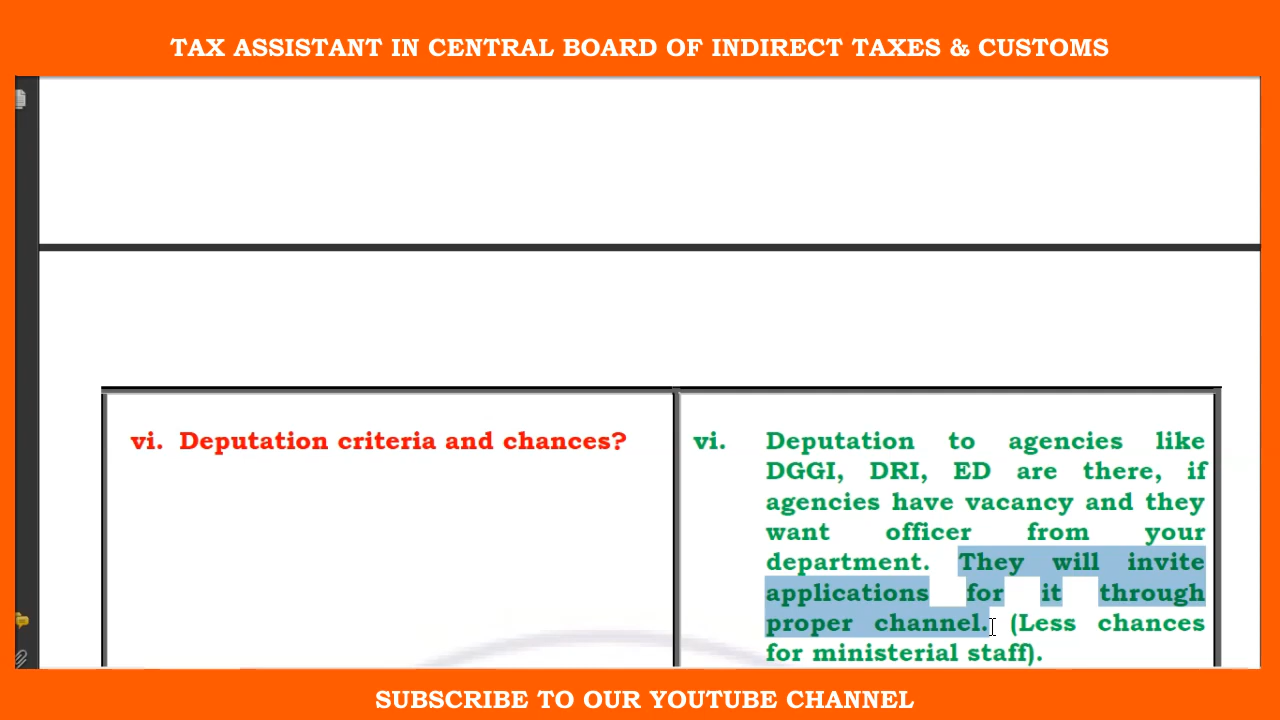 TAX ASSISTANT IN CENTRAL BOARD OF INDIRECT TAXES & CUSTOMS
vi. Deputation criteria and chances?
vi. Deputation to agencies like
DGGI, DRI, ED are there, if
agencies have vacancy and they
want officer from your
department. They will invite
applications for it through
proper channel. (Less chances
for ministerial staff).
SUBSCRIBE TO OUR YOUTUBE CHANNEL